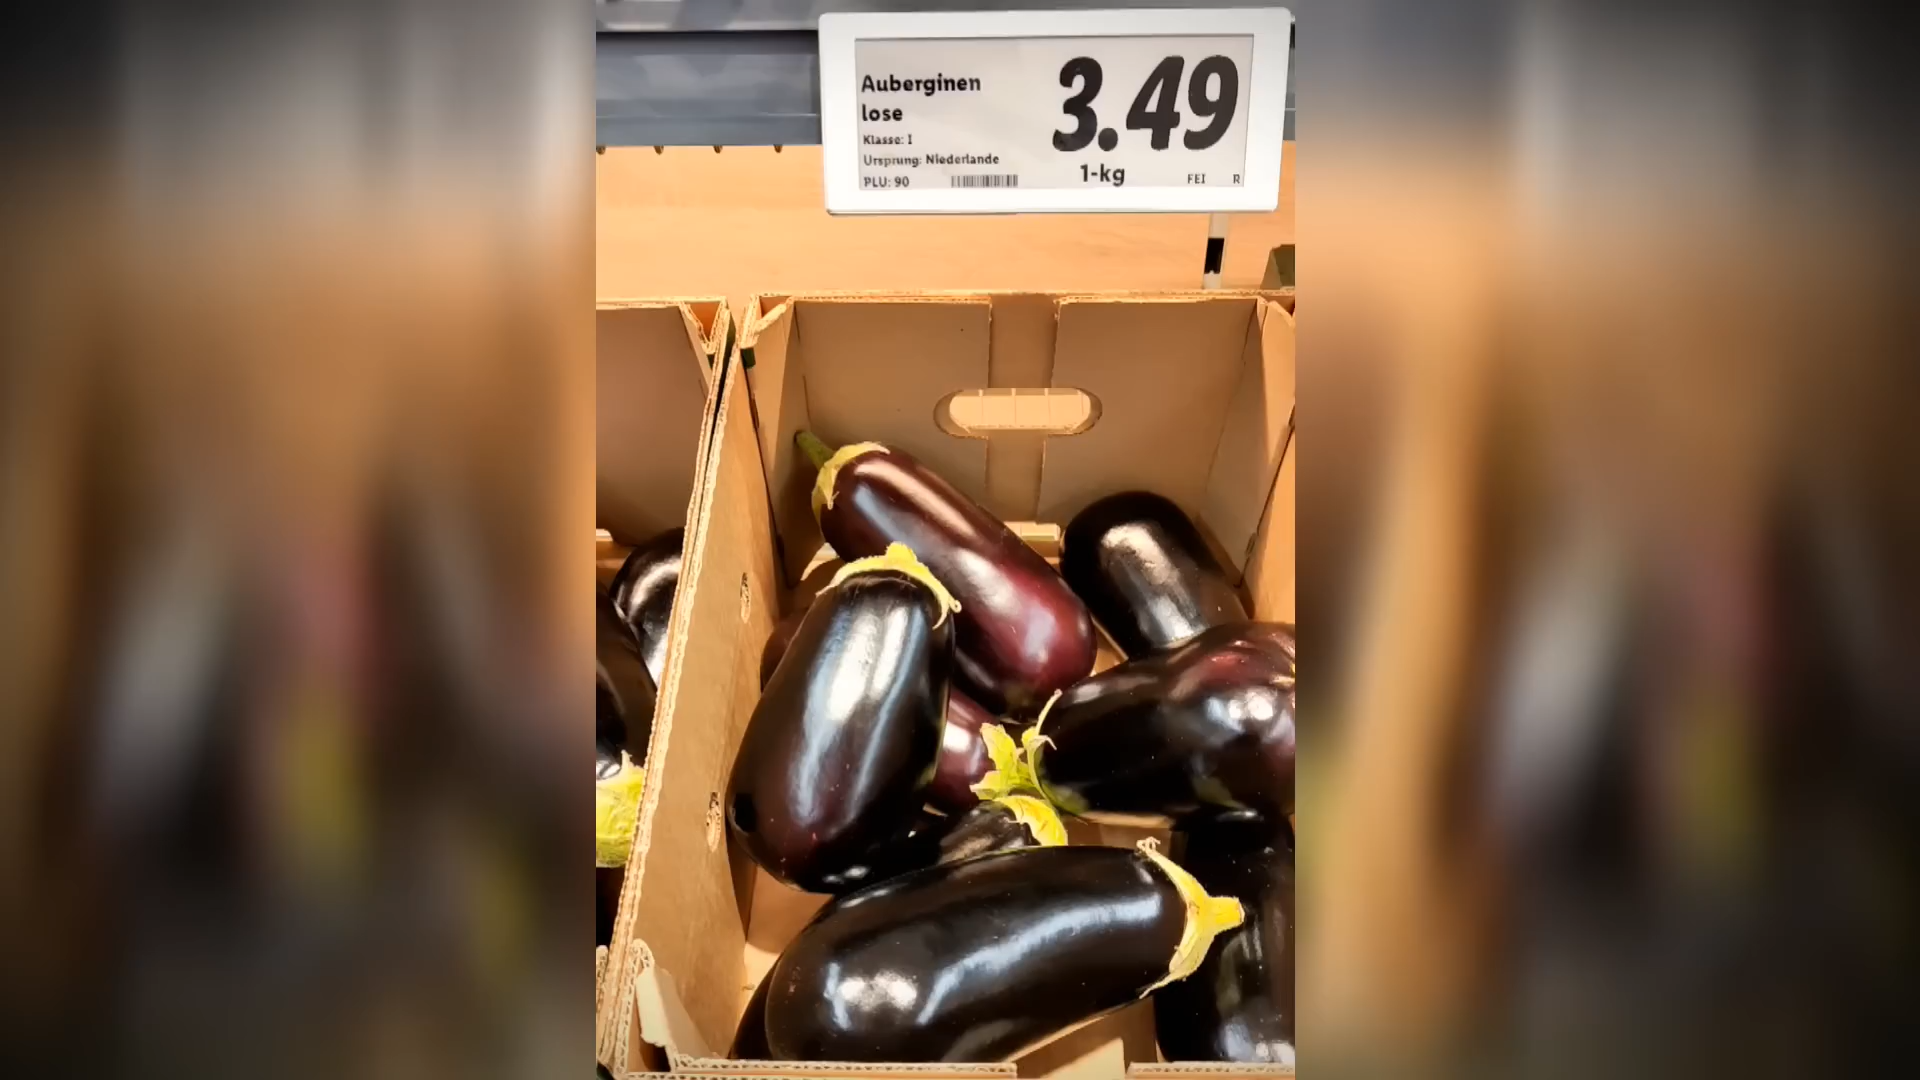 Auberginen
lose
3.49
Klasse: I
Ursprung: Niederlande
1-kg
PLU: 90
FEI R